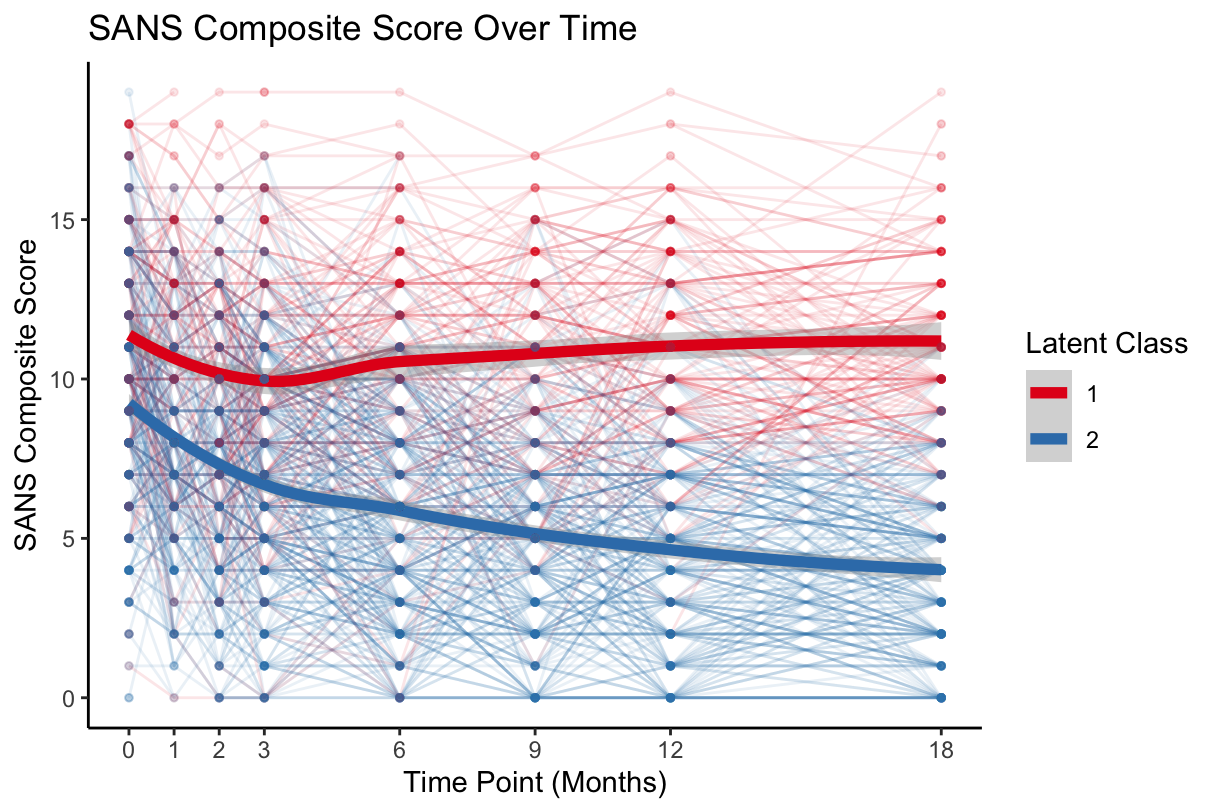 SANS Composite Score Over Time
SANS Composite Score
15
10
5
0
0 1 2 3 6 9 12 18
Time Point (Months)
Latent Class
1
2